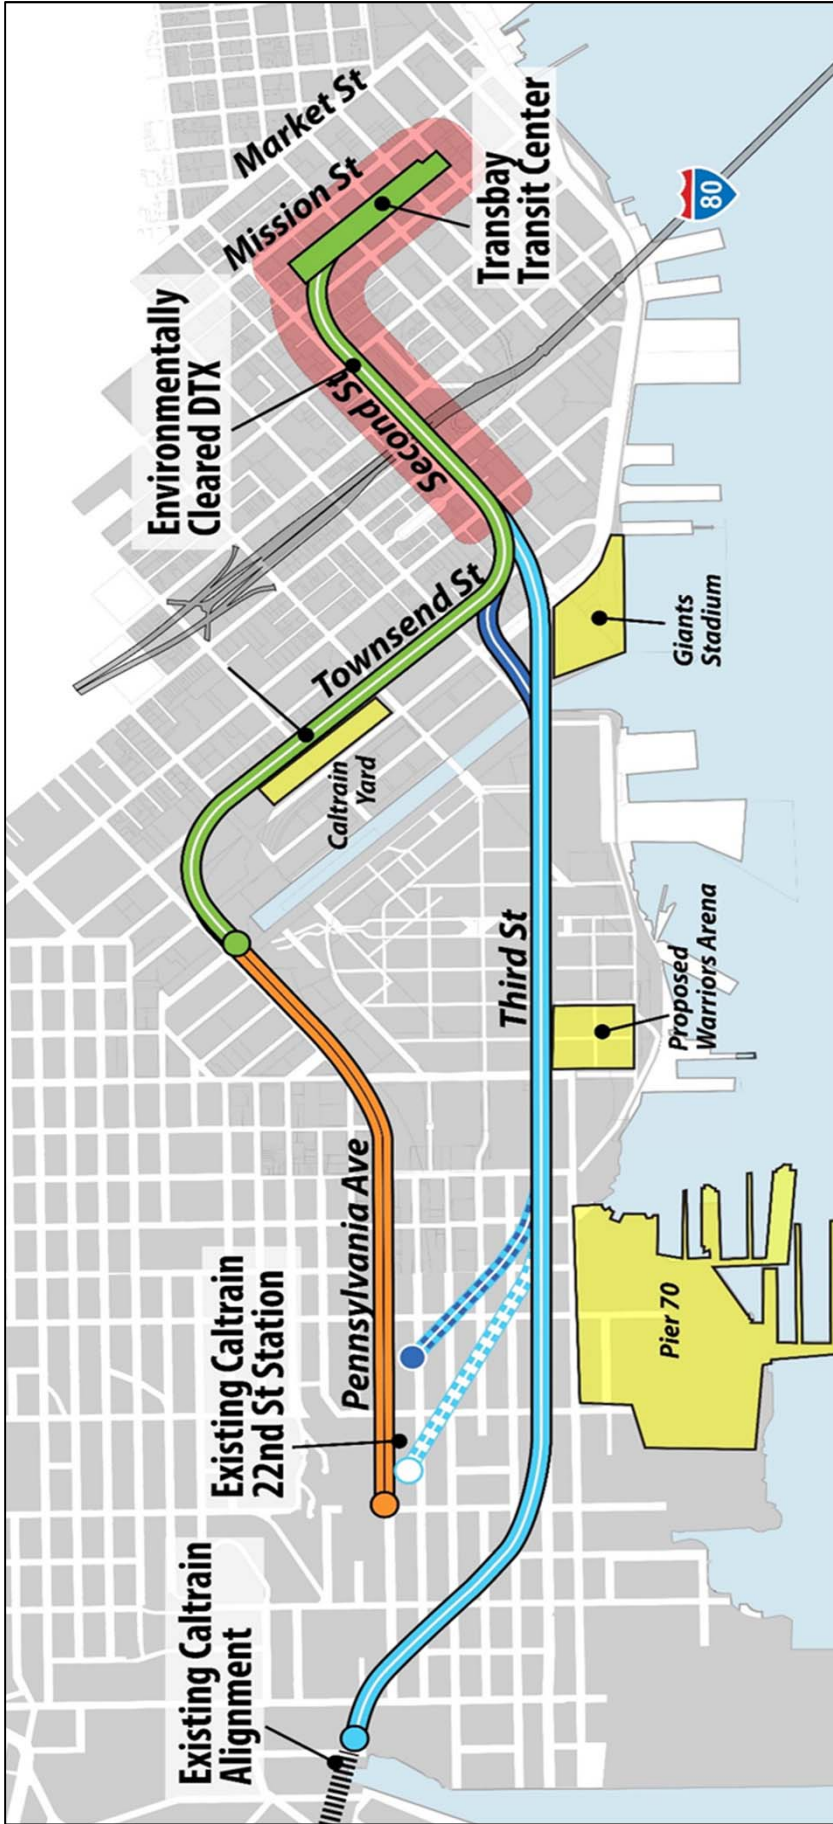 Existing Caltrain
Alignment
Existing Caltrain
22nd St Station
Pennsylvania Ave
Environmentally
Cleared DTX
Market St
Mission St
Second St
Townsend St
Transbay
Transit Center
80
Caltrain
Yard
Third St
Giants
Stadium
Proposed
Warriors Arena
Pier 70